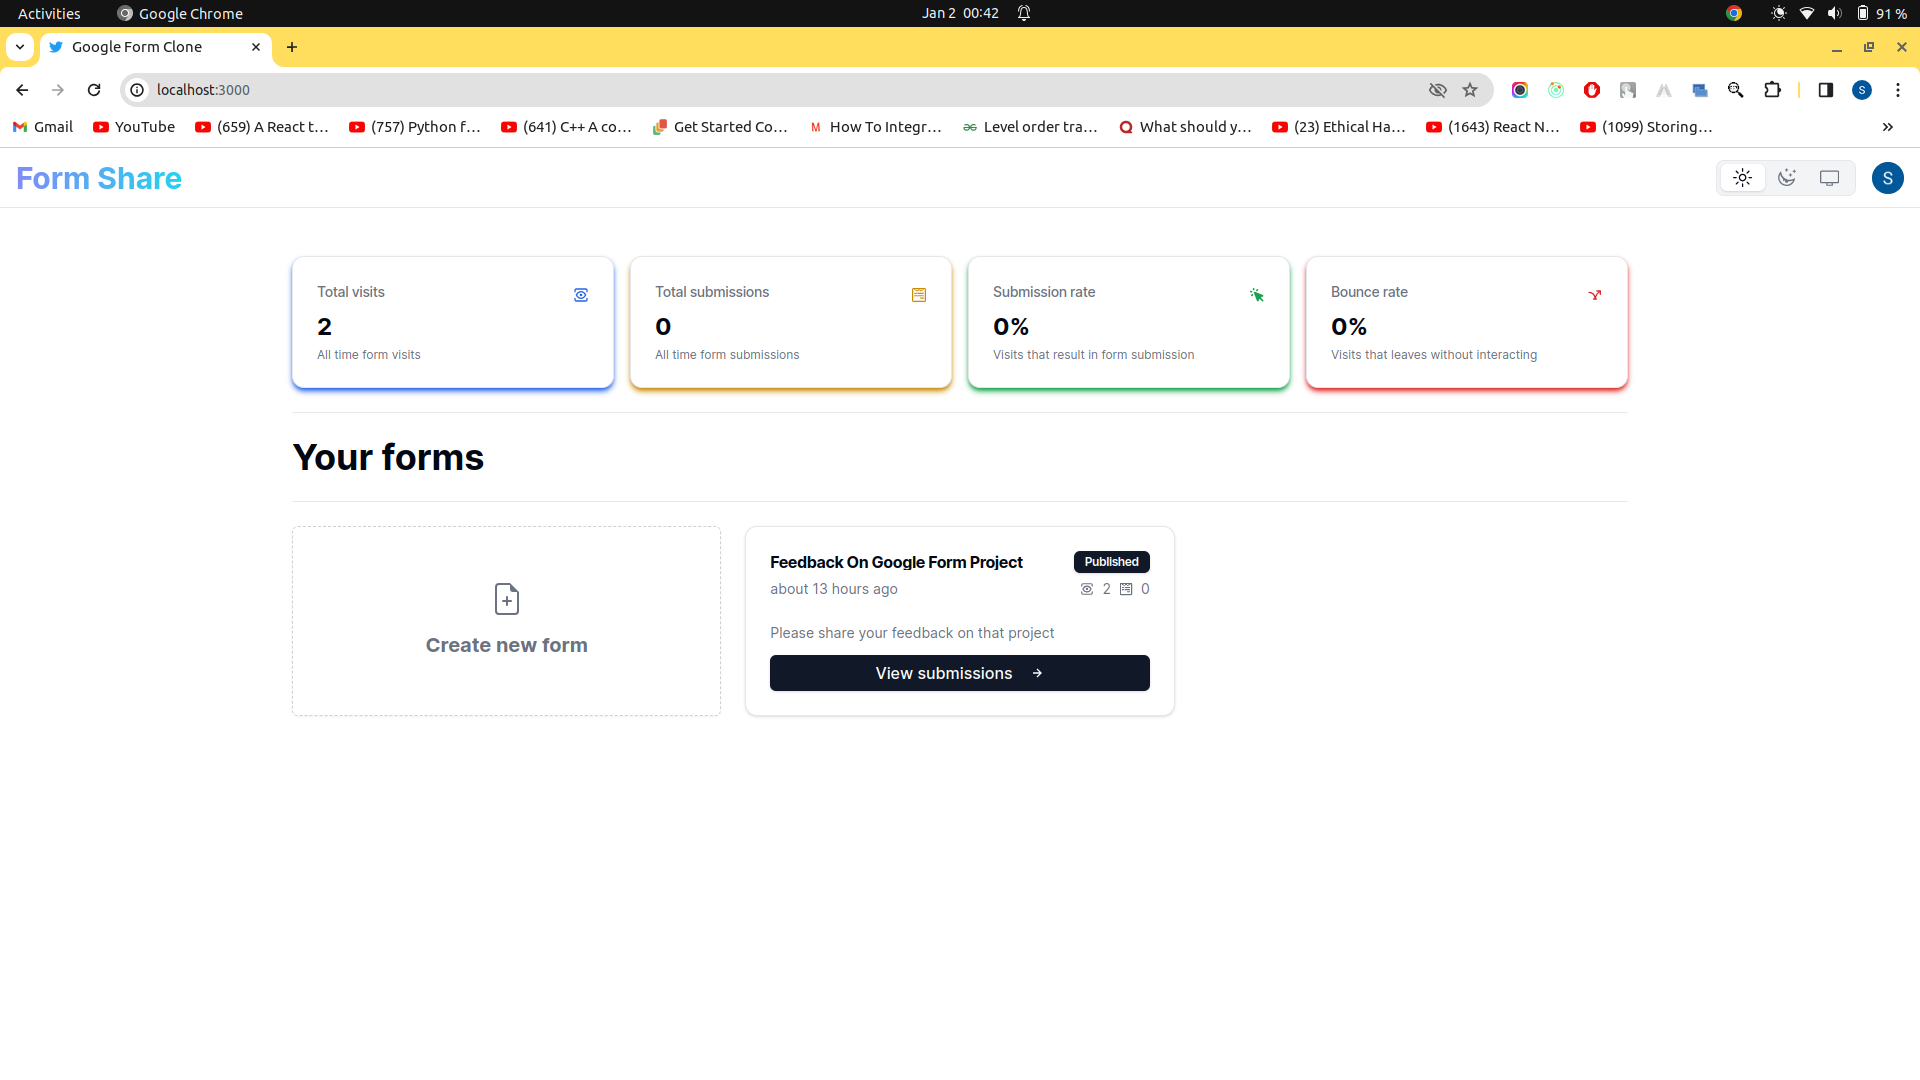 Activities Google Chrome Jan 2 00:42 91 %
Google Form Clone
localhost:3000 S
Gmail YouTube (659) A React t... (757) Python f... (641) C++ A co... Get Started Co... M How To Integr... Level order tra... What should y... (23) Ethical Ha... (1643) React N... (1099) Storing...
Form Share S
Total visits Total submissions Submission rate Bounce rate
2 0 0% 0%
All time form visits All time form submissions Visits that result in form submission Visits that leaves without interacting
Your forms
Feedback On Google Form Project Published
about 13 hours ago 2 0
Please share your feedback on that project
Create new form
View submissions